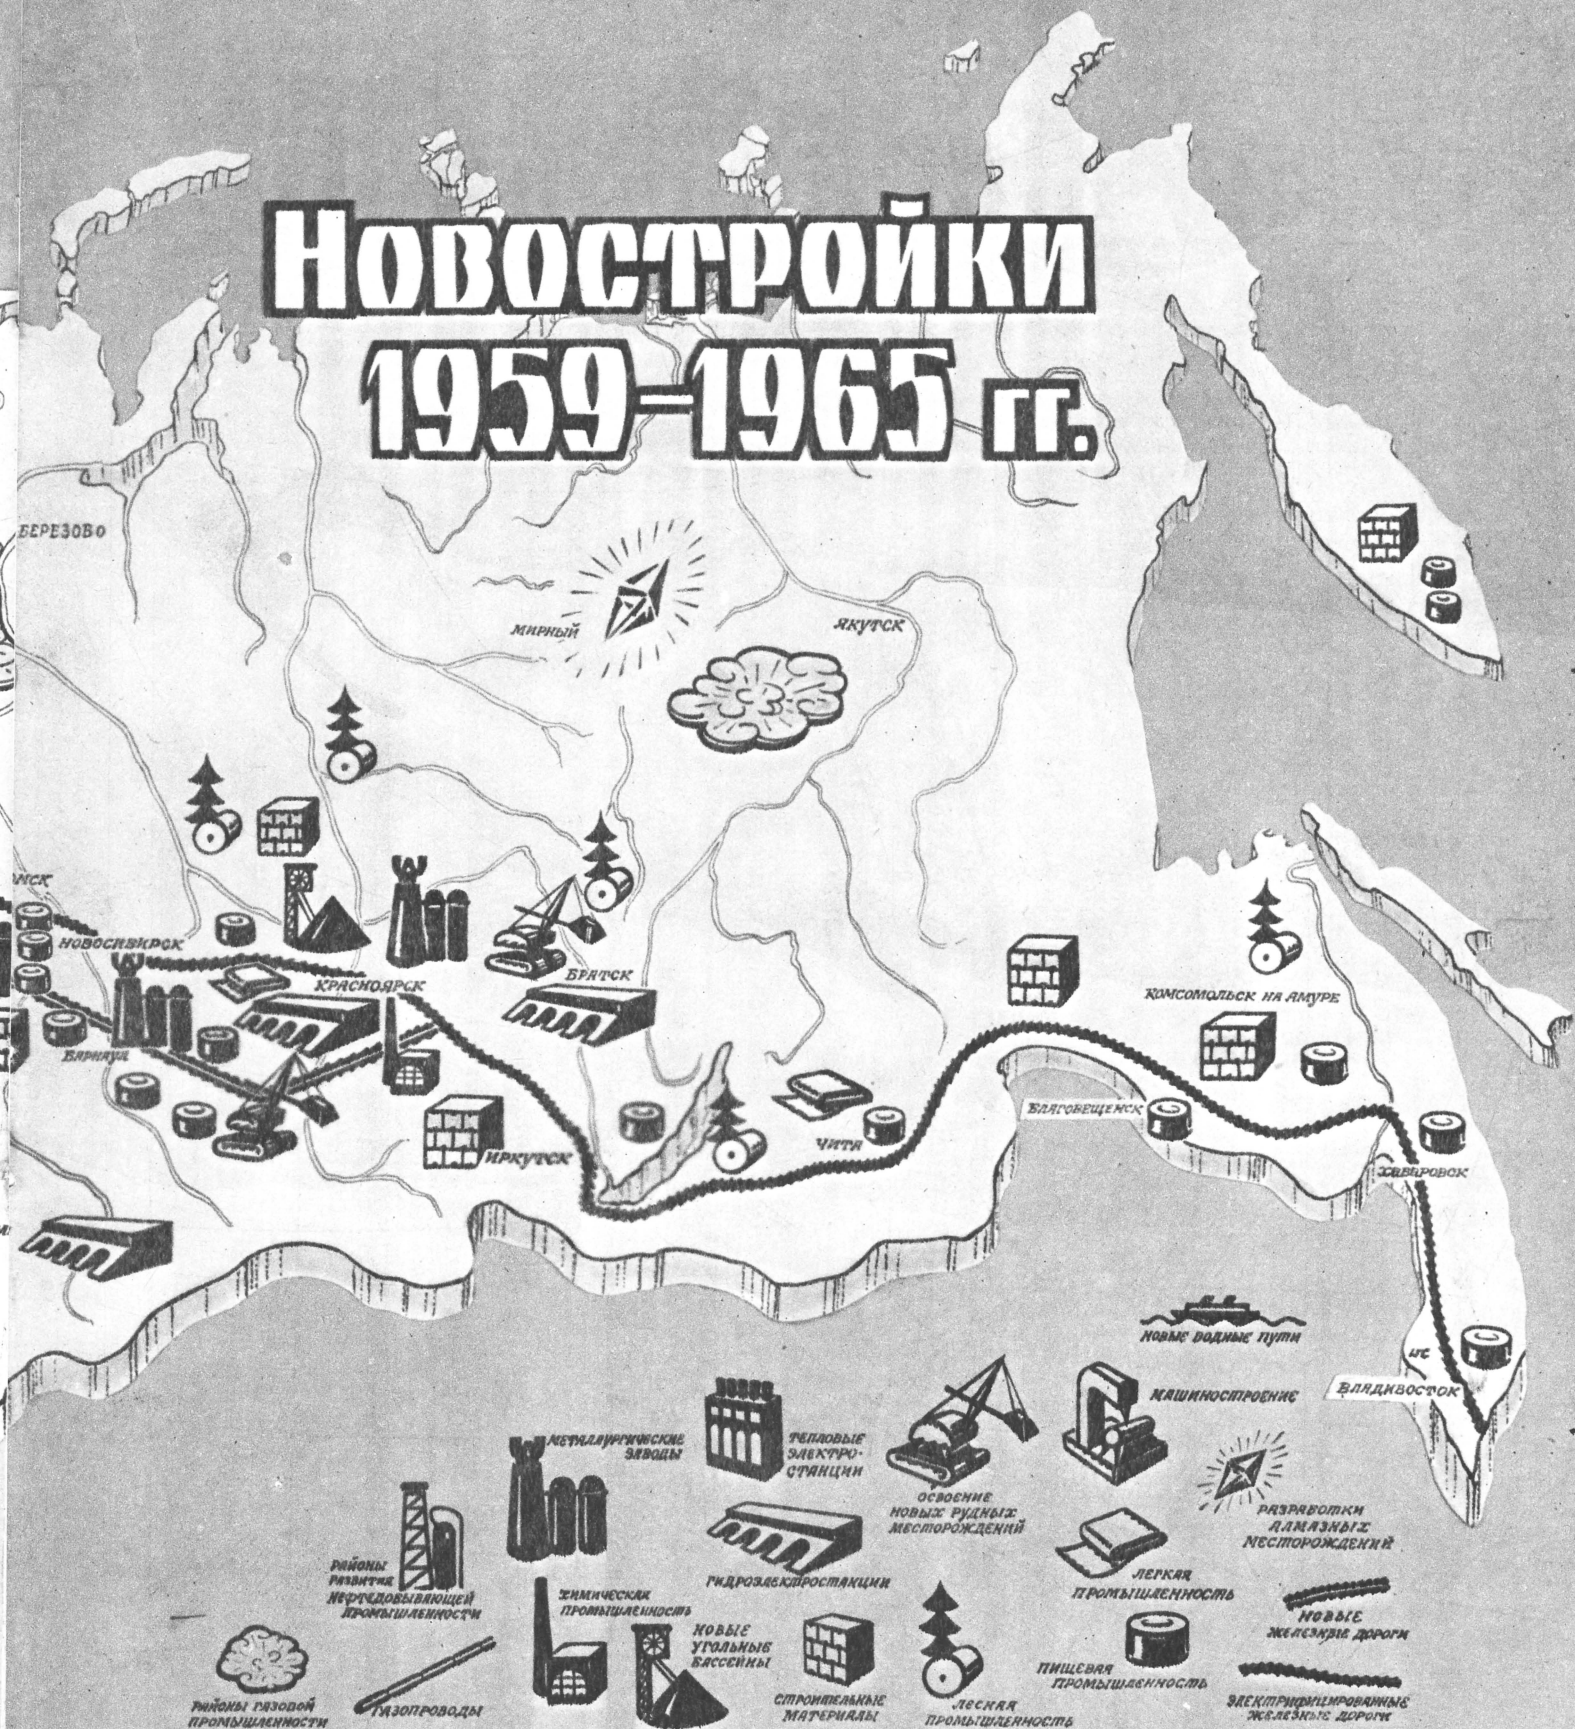 Новостройки
1959–1965 гг.
БЕРЕЗОВО
МИРНЫЙ
ЯКУТСК
НОВОСИБИРСК
КРАСНОЯРСК
БРАТСК
БАРНАУЛ
ИРКУТСК
ЧИТА
КОМСОМОЛЬСК НА АМУРЕ
БЛАГОВЕЩЕНСК
ХАБАРОВСК
ВЛАДИВОСТОК
НОВЫЕ ВОДНЫЕ ПУТИ
МЕТАЛЛУРГИЧЕСКИЕ
ЗАВОДЫ
ТЕПЛОВЫЕ
ЭЛЕКТРО-
СТАНЦИИ
ОСВОЕНИЕ
НОВЫХ РУДНЫХ
МЕСТОРОЖДЕНИЙ
МАШИНОСТРОЕНИЕ
РАЗРАБОТКИ
АЛМАЗНЫХ
МЕСТОРОЖДЕНИЙ
РАЙОНЫ
РАЗВИТИЯ
НЕФТЕДОБЫВАЮЩЕЙ
ПРОМЫШЛЕННОСТИ
ГИДРОЭЛЕКТРОСТАНЦИИ
ЛЕГКАЯ
ПРОМЫШЛЕННОСТЬ
ХИМИЧЕСКАЯ
ПРОМЫШЛЕННОСТЬ
НОВЫЕ
УГОЛЬНЫЕ
БАССЕЙНЫ
НОВЫЕ
ЖЕЛЕЗНЫЕ ДОРОГИ
РАЙОНЫ ГАЗОВОЙ
ПРОМЫШЛЕННОСТИ
ГАЗОПРОВОДЫ
СТРОИТЕЛЬНЫЕ
МАТЕРИАЛЫ
ЛЕСНАЯ
ПРОМЫШЛЕННОСТЬ
ПИЩЕВАЯ
ПРОМЫШЛЕННОСТЬ
ЭЛЕКТРИФИЦИРОВАННЫЕ
ЖЕЛЕЗНЫЕ ДОРОГИ